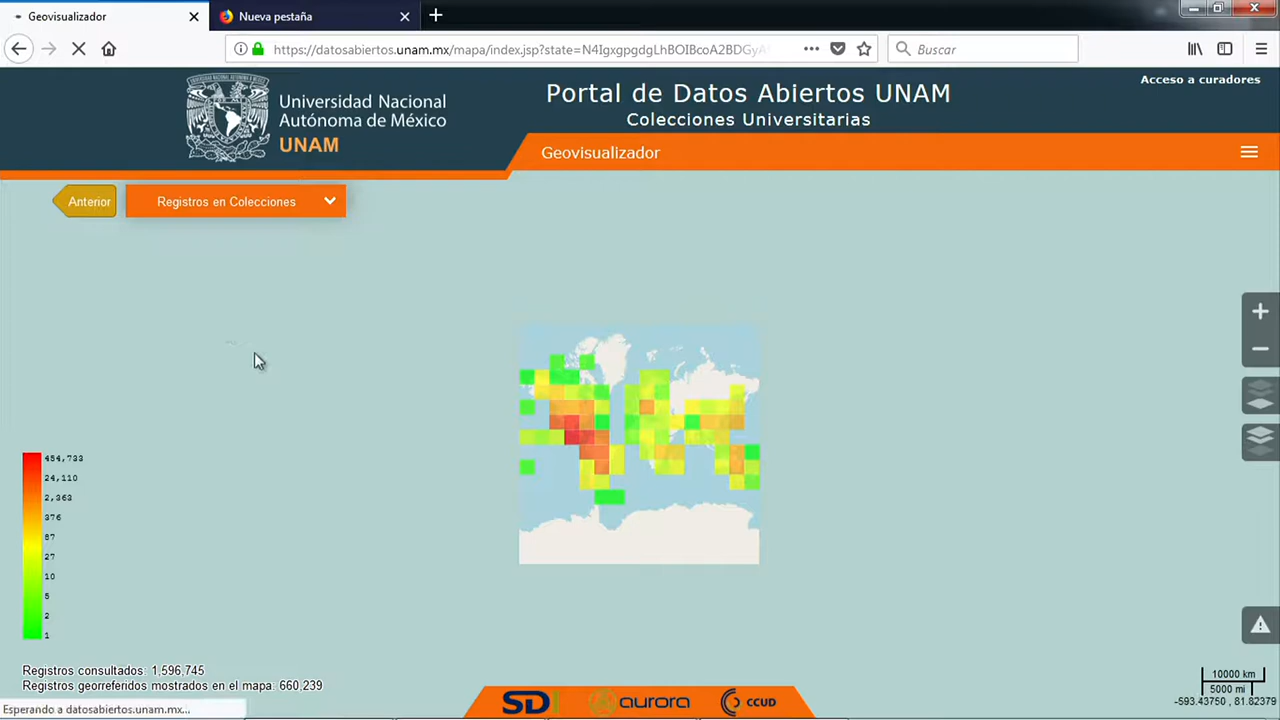 Geovisualizador
Nueva pestaña
https://datosabiertos.unam.mx/mapa/index.jsp?state=N4IgxgpgdgLhBOIBcoA2BDGyA
Buscar
Acceso a curadores
Universidad Nacional
Autónoma de México
UNAM
Portal de Datos Abiertos UNAM
Colecciones Universitarias
Geovisualizador
Anterior
Registros en Colecciones
454,733
24,110
2,363
376
87
27
10
5
2
1
Registros consultados: 1,596,745
Registros georreferidos mostrados en el mapa: 660,239
Esperando a datosabiertos.unam.mx...
SD
aurora
CCUD
10000 km
5000 mi
-593.43750, 81.82379